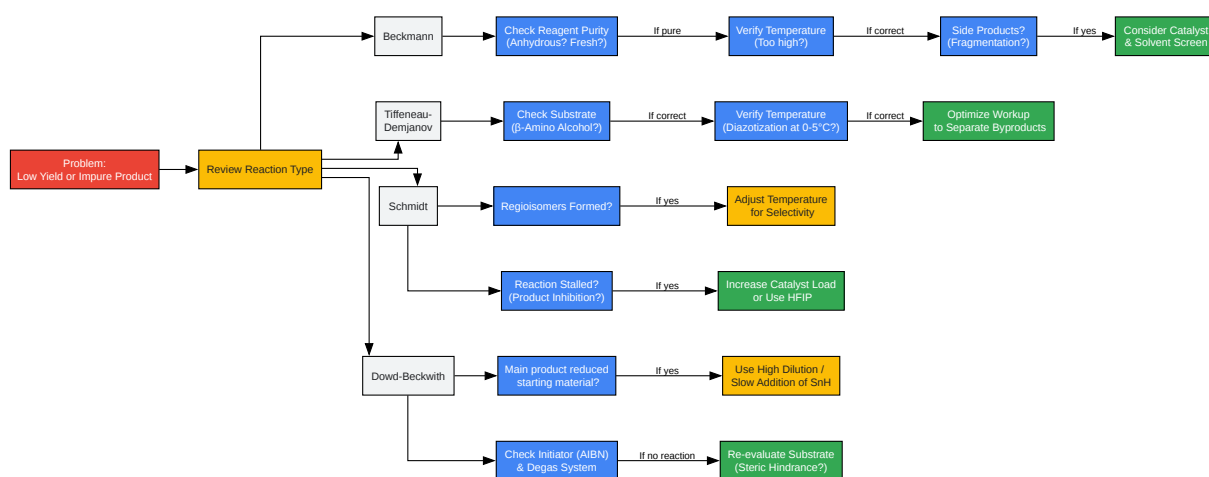 Beckmann
Check Reagent Purity
(Anhydrous? Fresh?)
If pure
Verify Temperature
(Too high?)
If correct
Side Products?
(Fragmentation?)
If yes
Consider Catalyst
& Solvent Screen
Tiffeneau-
Demjanov
Check Substrate
(β-Amino Alcohol?)
If correct
Verify Temperature
(Diazotization at 0-5°C?)
If correct
Optimize Workup
to Separate Byproducts
Problem:
Low Yield or Impure Product
Review Reaction Type
Schmidt
Regioisomers Formed?
If yes
Adjust Temperature
for Selectivity
Reaction Stalled?
(Product Inhibition?)
If yes
Increase Catalyst Load
or Use HFIP
Dowd-Beckwith
Main product reduced
starting material?
If yes
Use High Dilution /
Slow Addition of SnH
Check Initiator (AIBN)
& Degas System
If no reaction
Re-evaluate Substrate
(Steric Hindrance?)